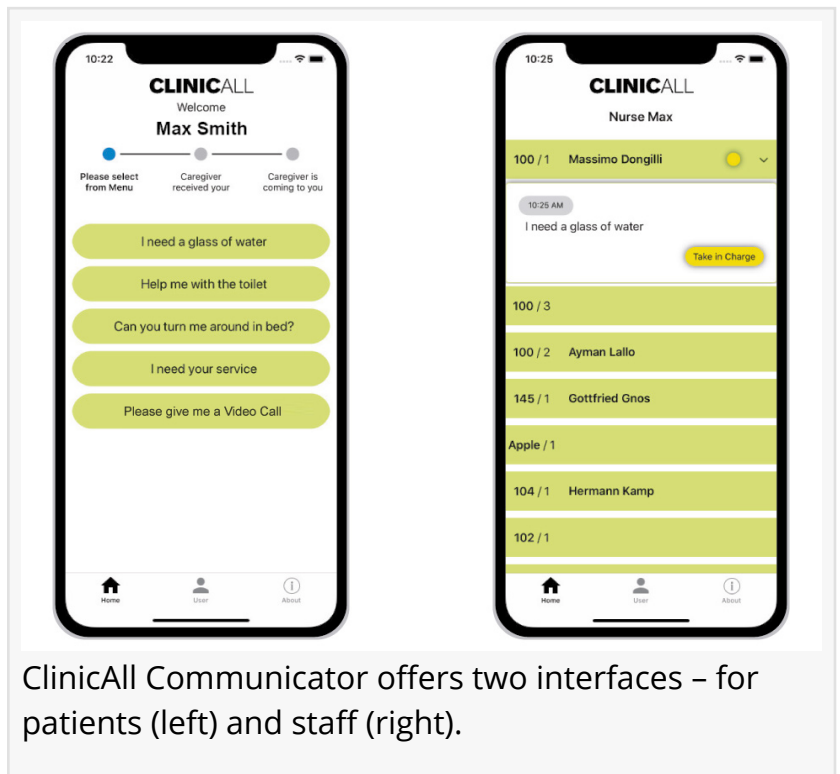 10:22
CLINICALL
Welcome
Max Smith
Please select
from Menu
Caregiver
received your
Caregiver is
coming to you
I need a glass of water
Help me with the toilet
Can you turn me around in bed?
I need your service
Please give me a Video Call
Home
User
About
10:25
CLINICALL
Nurse Max
100 / 1 Massimo Dongilli
10:25 AM
I need a glass of water
Take in Charge
100 / 3
100 / 2 Ayman Lallo
145 / 1 Gottfried Gnos
Apple / 1
104 / 1 Hermann Kamp
102 / 1
Home
User
About
ClinicAll Communicator offers two interfaces – for
patients (left) and staff (right).